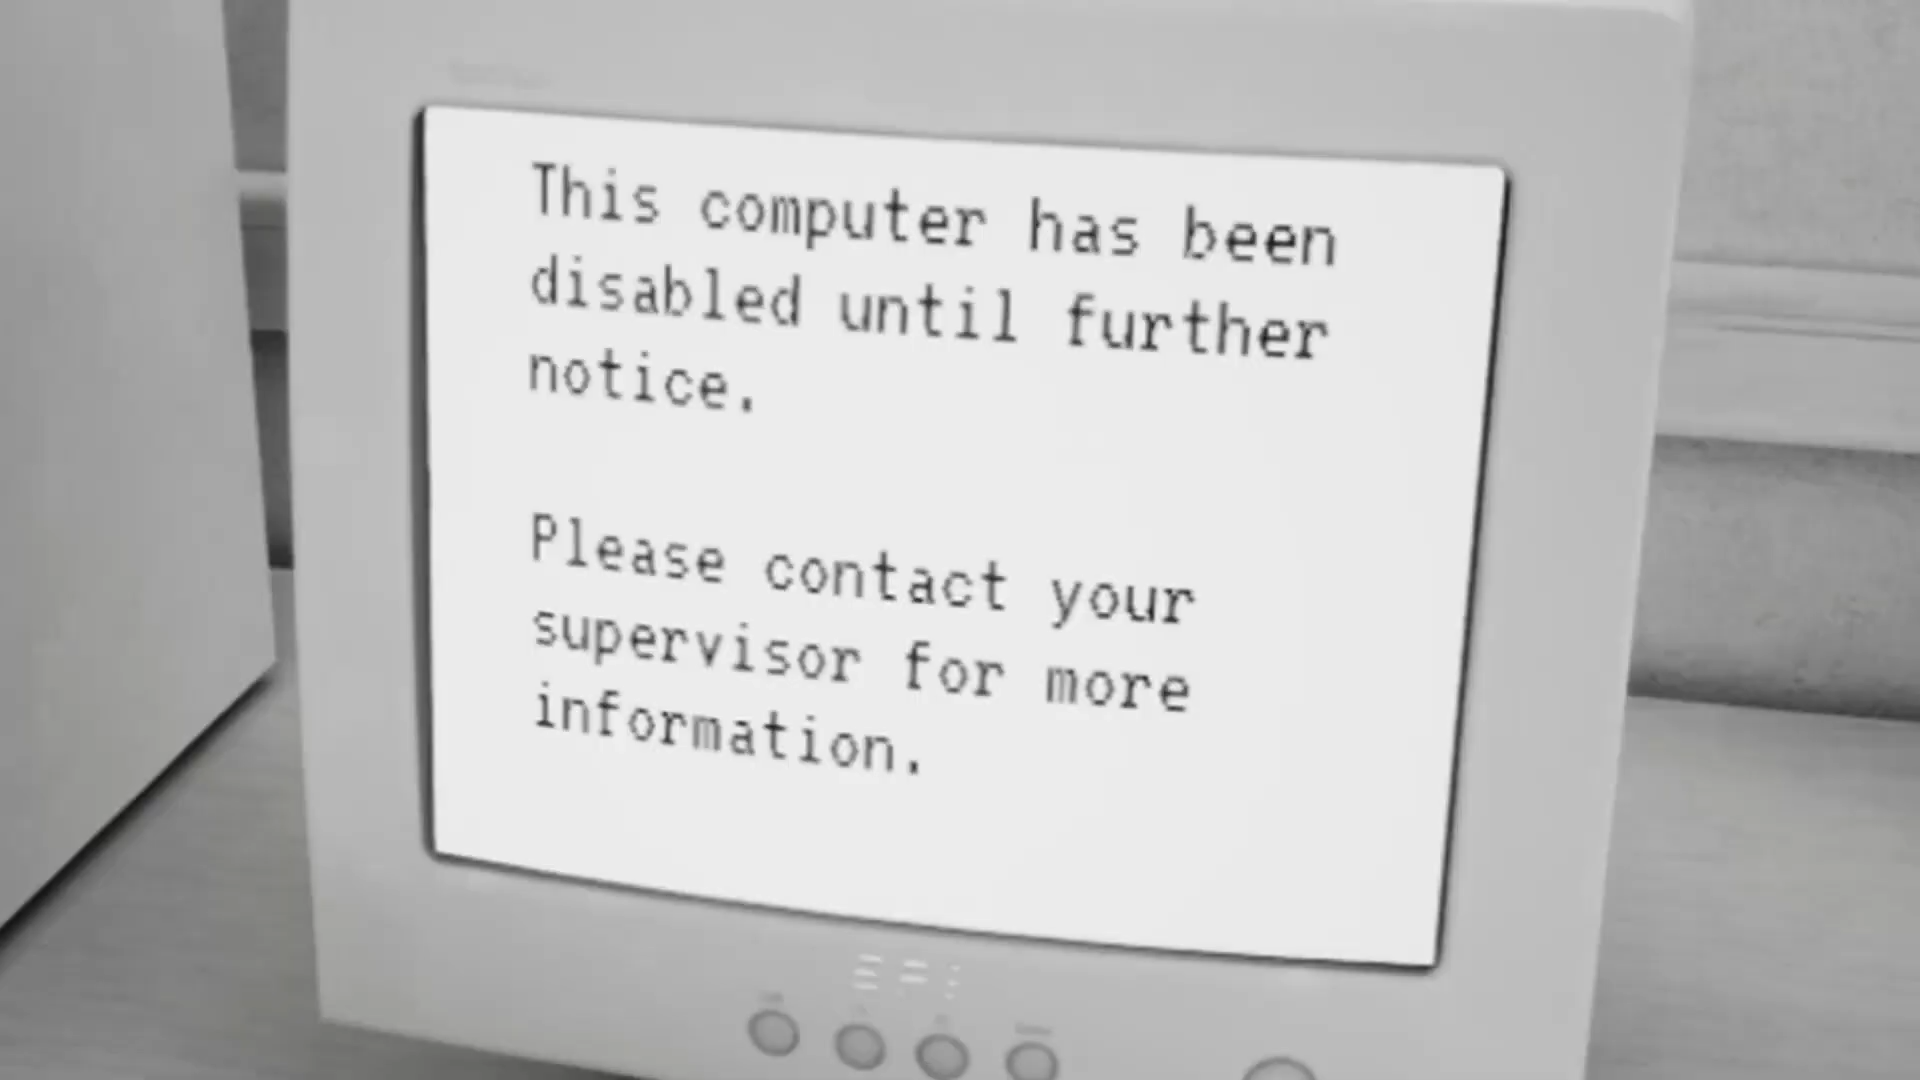 This computer has been
disabled until further
notice.
Please contact your
supervisor for more
information.